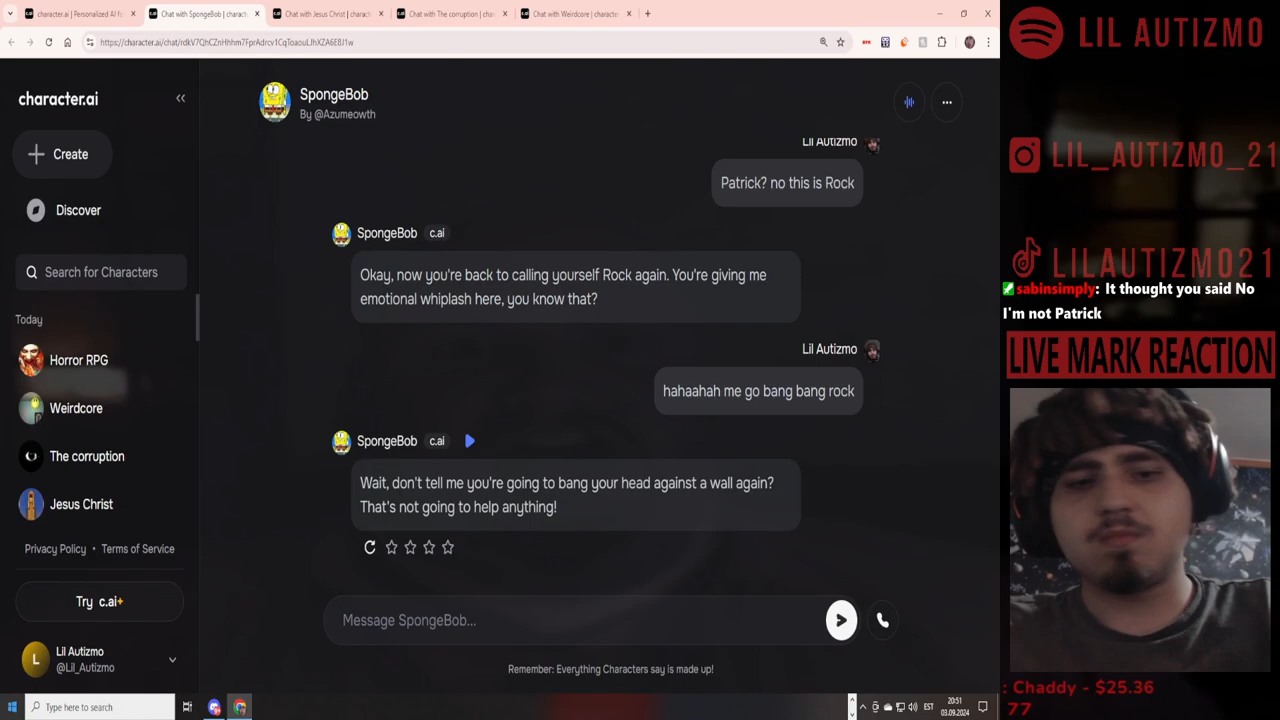 character.ai | Personalized AI fo
Chat with SpongeBob | charact
Chat with Jesus Christ | charact
Chat with The corruption | chara
Chat with Weirdcore | character
https://character.ai/chat/
character.ai
Create
Discover
Search for Characters
Today
Horror RPG
Weirdcore
The corruption
Jesus Christ
Privacy Policy • Terms of Service
Try c.ai+
L
Lil Autizmo
@Lil_Autizmo
SpongeBob
By @Azumeowth
Lil Autizmo
Patrick? no this is Rock
SpongeBob c.ai
Okay, now you're back to calling yourself Rock again. You're giving me
emotional whiplash here, you know that?
Lil Autizmo
hahaahah me go bang bang rock
SpongeBob c.ai
Wait, don't tell me you're going to bang your head against a wall again?
That's not going to help anything!
Message SpongeBob...
Remember: Everything Characters say is made up!
LIL AUTIZMO
LIL_AUTIZMO_21
LILAUTIZMO21
sabinsimply: It thought you said No
I'm not Patrick
LIVE MARK REACTION
: Chaddy - $25.36
77
Type here to search
EST
20:51
03.09.2024